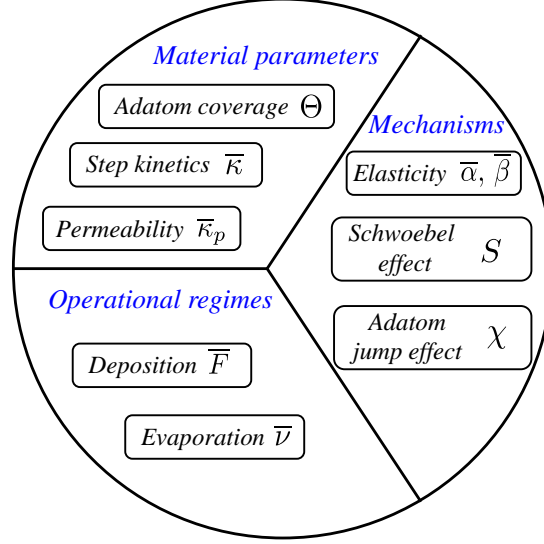 Material parameters
Adatom coverage Θ
Step kinetics κ̅
Permeability κ̅ₚ
Mechanisms
Elasticity α̅, β̅
Schwoebel
effect S
Adatom
jump effect χ
Operational regimes
Deposition F̅
Evaporation ν̅